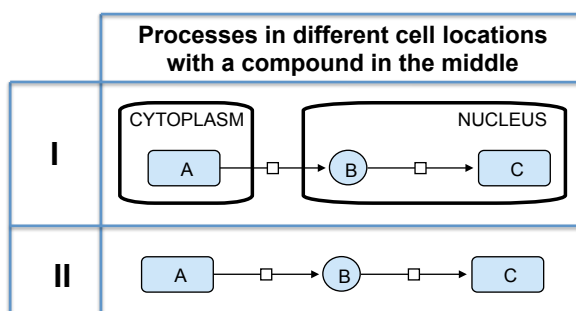 Processes in different cell locations
with a compound in the middle
I
CYTOPLASM NUCLEUS
A B C
II
A B C